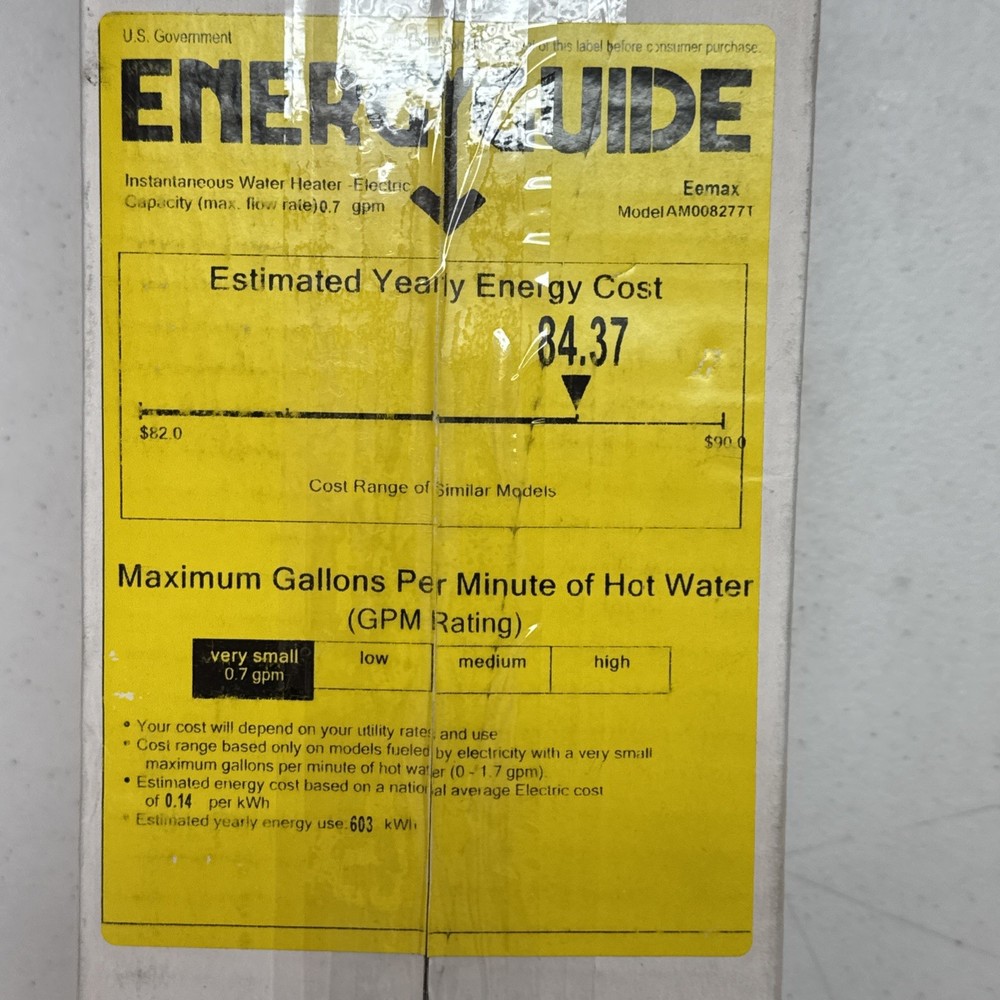 U.S. Government
of this label before consumer purchase.
ENERGYGUIDE
Instantaneous Water Heater -Electric
Capacity (max. flow rate)0.7 gpm
Eemax
Model AM008277T
Estimated Yearly Energy Cost
84.37
$82.0
$90.0
Cost Range of Similar Models
Maximum Gallons Per Minute of Hot Water
(GPM Rating)
very small
0.7 gpm
low
medium
high
• Your cost will depend on your utility rates and use
• Cost range based only on models fueled by electricity with a very small
maximum gallons per minute of hot water (0 - 1.7 gpm).
• Estimated energy cost based on a national average Electric cost
of 0.14 per kWh
• Estimated yearly energy use:603 kWh